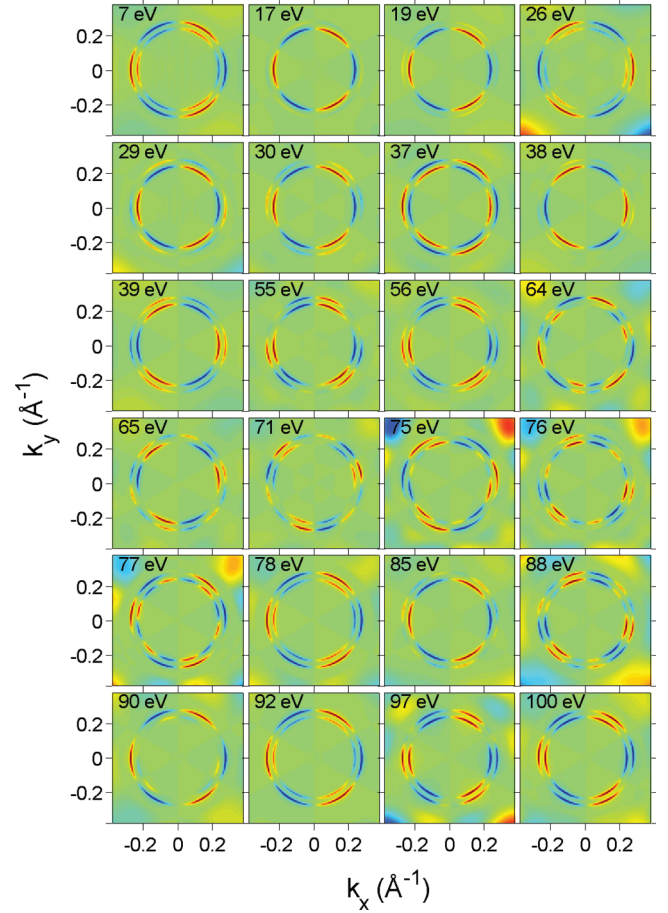 7 eV 17 eV 19 eV 26 eV
0.2
0
-0.2
29 eV 30 eV 37 eV 38 eV
0.2
0
-0.2
39 eV 55 eV 56 eV 64 eV
0.2
0
-0.2
65 eV 71 eV 75 eV 76 eV
0.2
0
-0.2
77 eV 78 eV 85 eV 88 eV
0.2
0
-0.2
90 eV 92 eV 97 eV 100 eV
0.2
0
-0.2
-0.2 0 0.2 -0.2 0 0.2 -0.2 0 0.2 -0.2 0 0.2
k_y (Å⁻¹)
k_x (Å⁻¹)